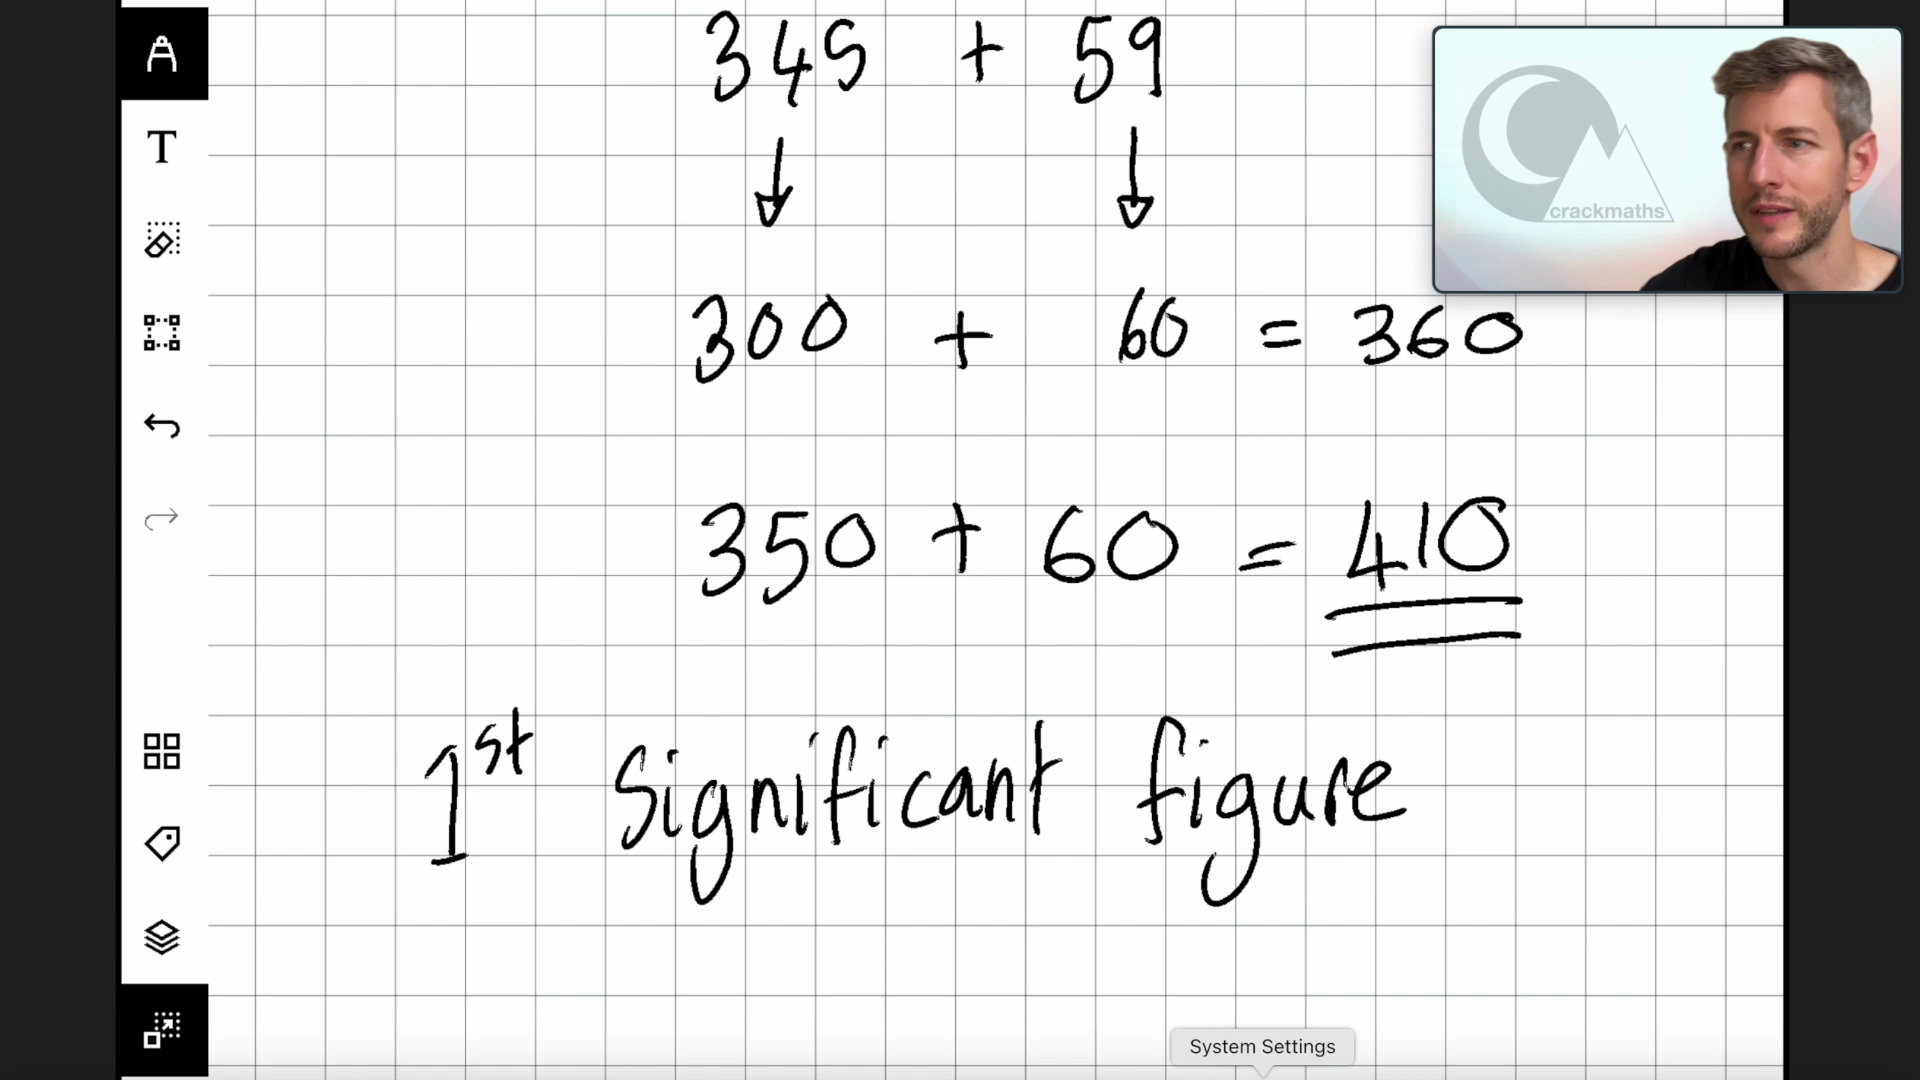 345 + 59
300 + 60 = 360
350 + 60 = 410
1st significant figure
crackmaths
T
System Settings